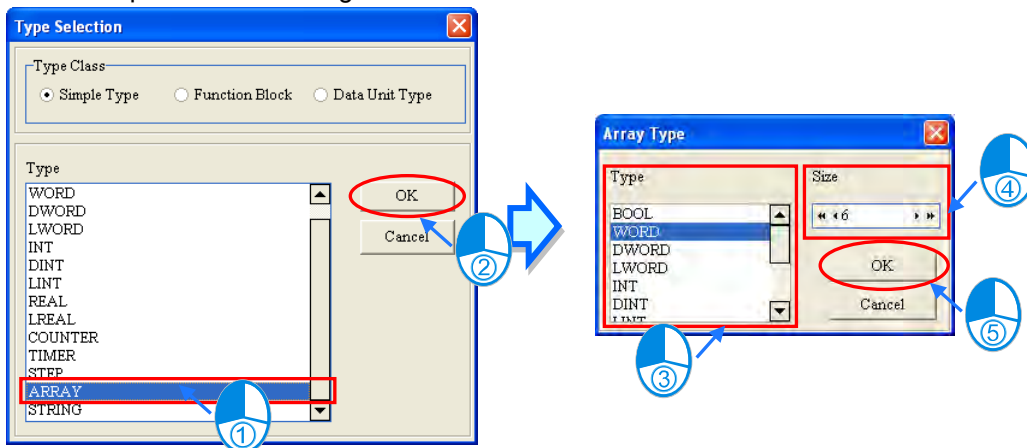 Type Selection
Type Class
Simple Type Function Block Data Unit Type
Type
WORD
DWORD
LWORD
INT
DINT
LINT
REAL
LREAL
COUNTER
TIMER
STEP
ARRAY
STRING
OK
Cancel
①
②
Array Type
Type
BOOL
WORD
DWORD
LWORD
INT
DINT
LINT
Size
6
OK
Cancel
③
④
⑤